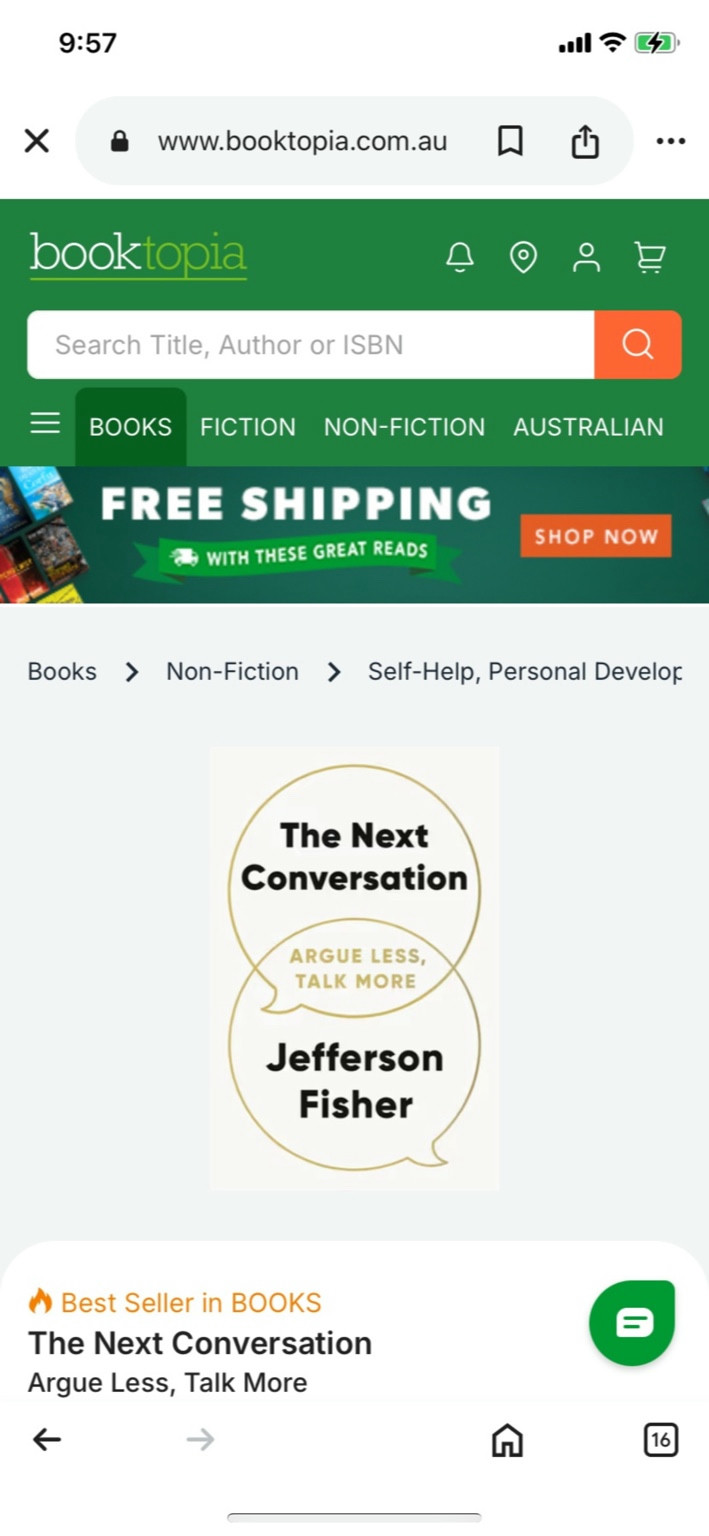 9:57
www.booktopia.com.au
booktopia
Search Title, Author or ISBN
BOOKS FICTION NON-FICTION AUSTRALIAN
FREE SHIPPING
WITH THESE GREAT READS
SHOP NOW
Books > Non-Fiction > Self-Help, Personal Develop
The Next
Conversation
ARGUE LESS,
TALK MORE
Jefferson
Fisher
Best Seller in BOOKS
The Next Conversation
Argue Less, Talk More
16